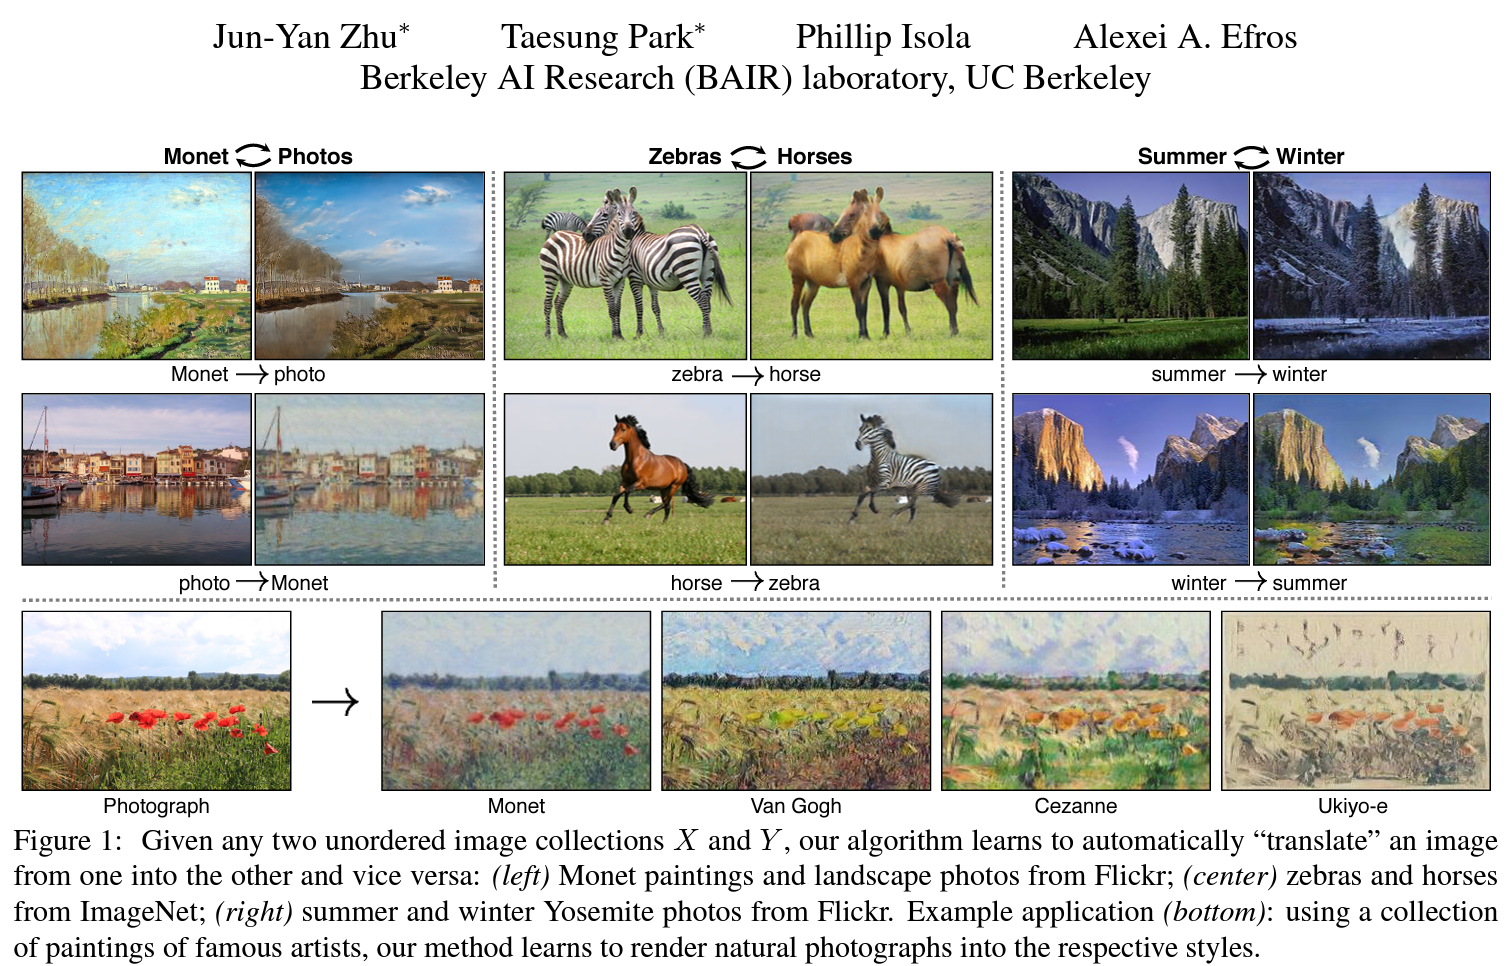 Jun-Yan Zhu* Taesung Park* Phillip Isola Alexei A. Efros
Berkeley AI Research (BAIR) laboratory, UC Berkeley
Monet Photos
Zebras Horses
Summer Winter
Monet → photo
zebra → horse
summer → winter
photo → Monet
horse → zebra
winter → summer
Photograph
Monet
Van Gogh
Cezanne
Ukiyo-e
Figure 1: Given any two unordered image collections X and Y, our algorithm learns to automatically “translate” an image
from one into the other and vice versa: (left) Monet paintings and landscape photos from Flickr; (center) zebras and horses
from ImageNet; (right) summer and winter Yosemite photos from Flickr. Example application (bottom): using a collection
of paintings of famous artists, our method learns to render natural photographs into the respective styles.